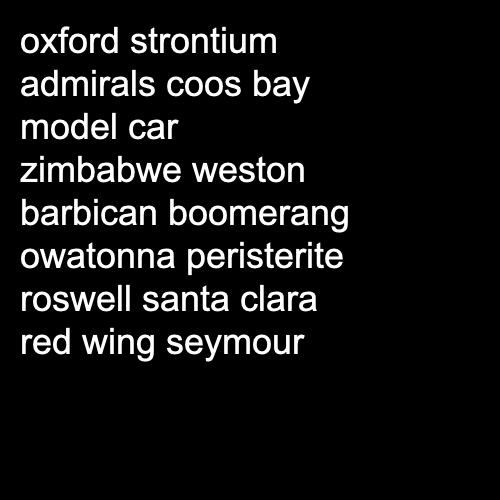 oxford strontium
admirals coos bay
model car
zimbabwe weston
barbican boomerang
owatonna peristerite
roswell santa clara
red wing seymour